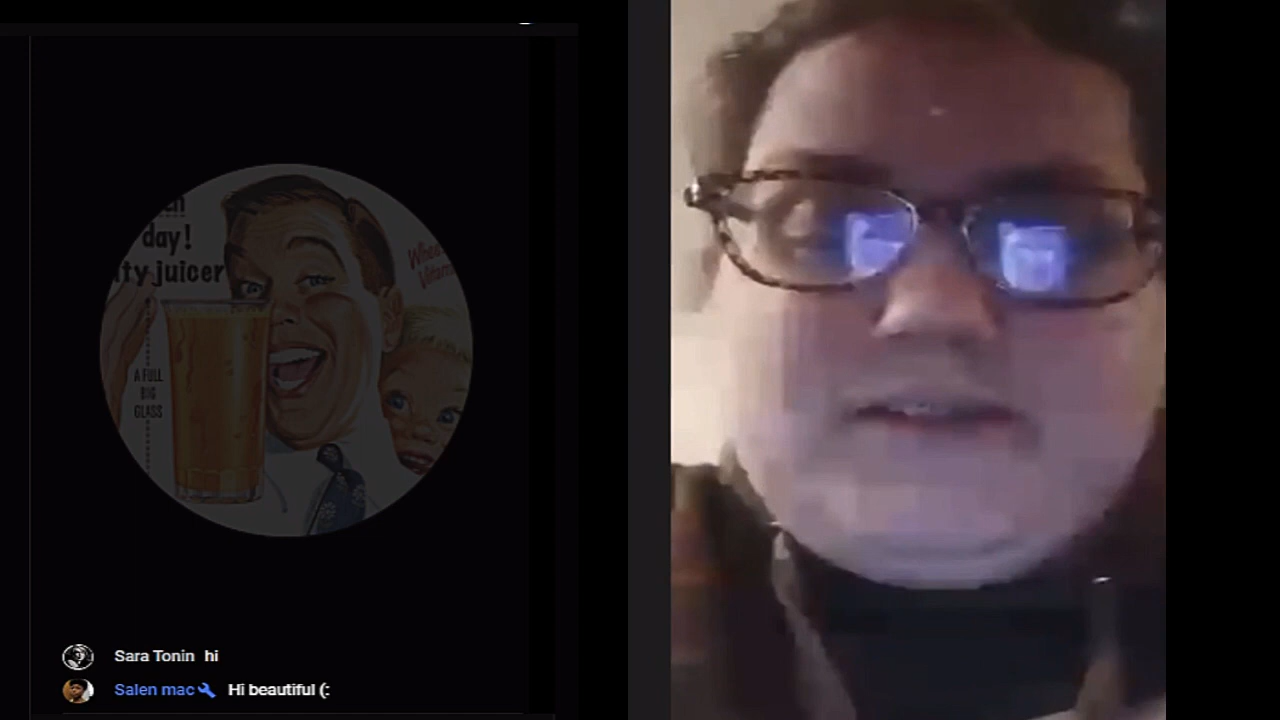 day!
ty juicer
A FULL
BIG
GLASS
Sara Tonin hi
Salen mac Hi beautiful (: